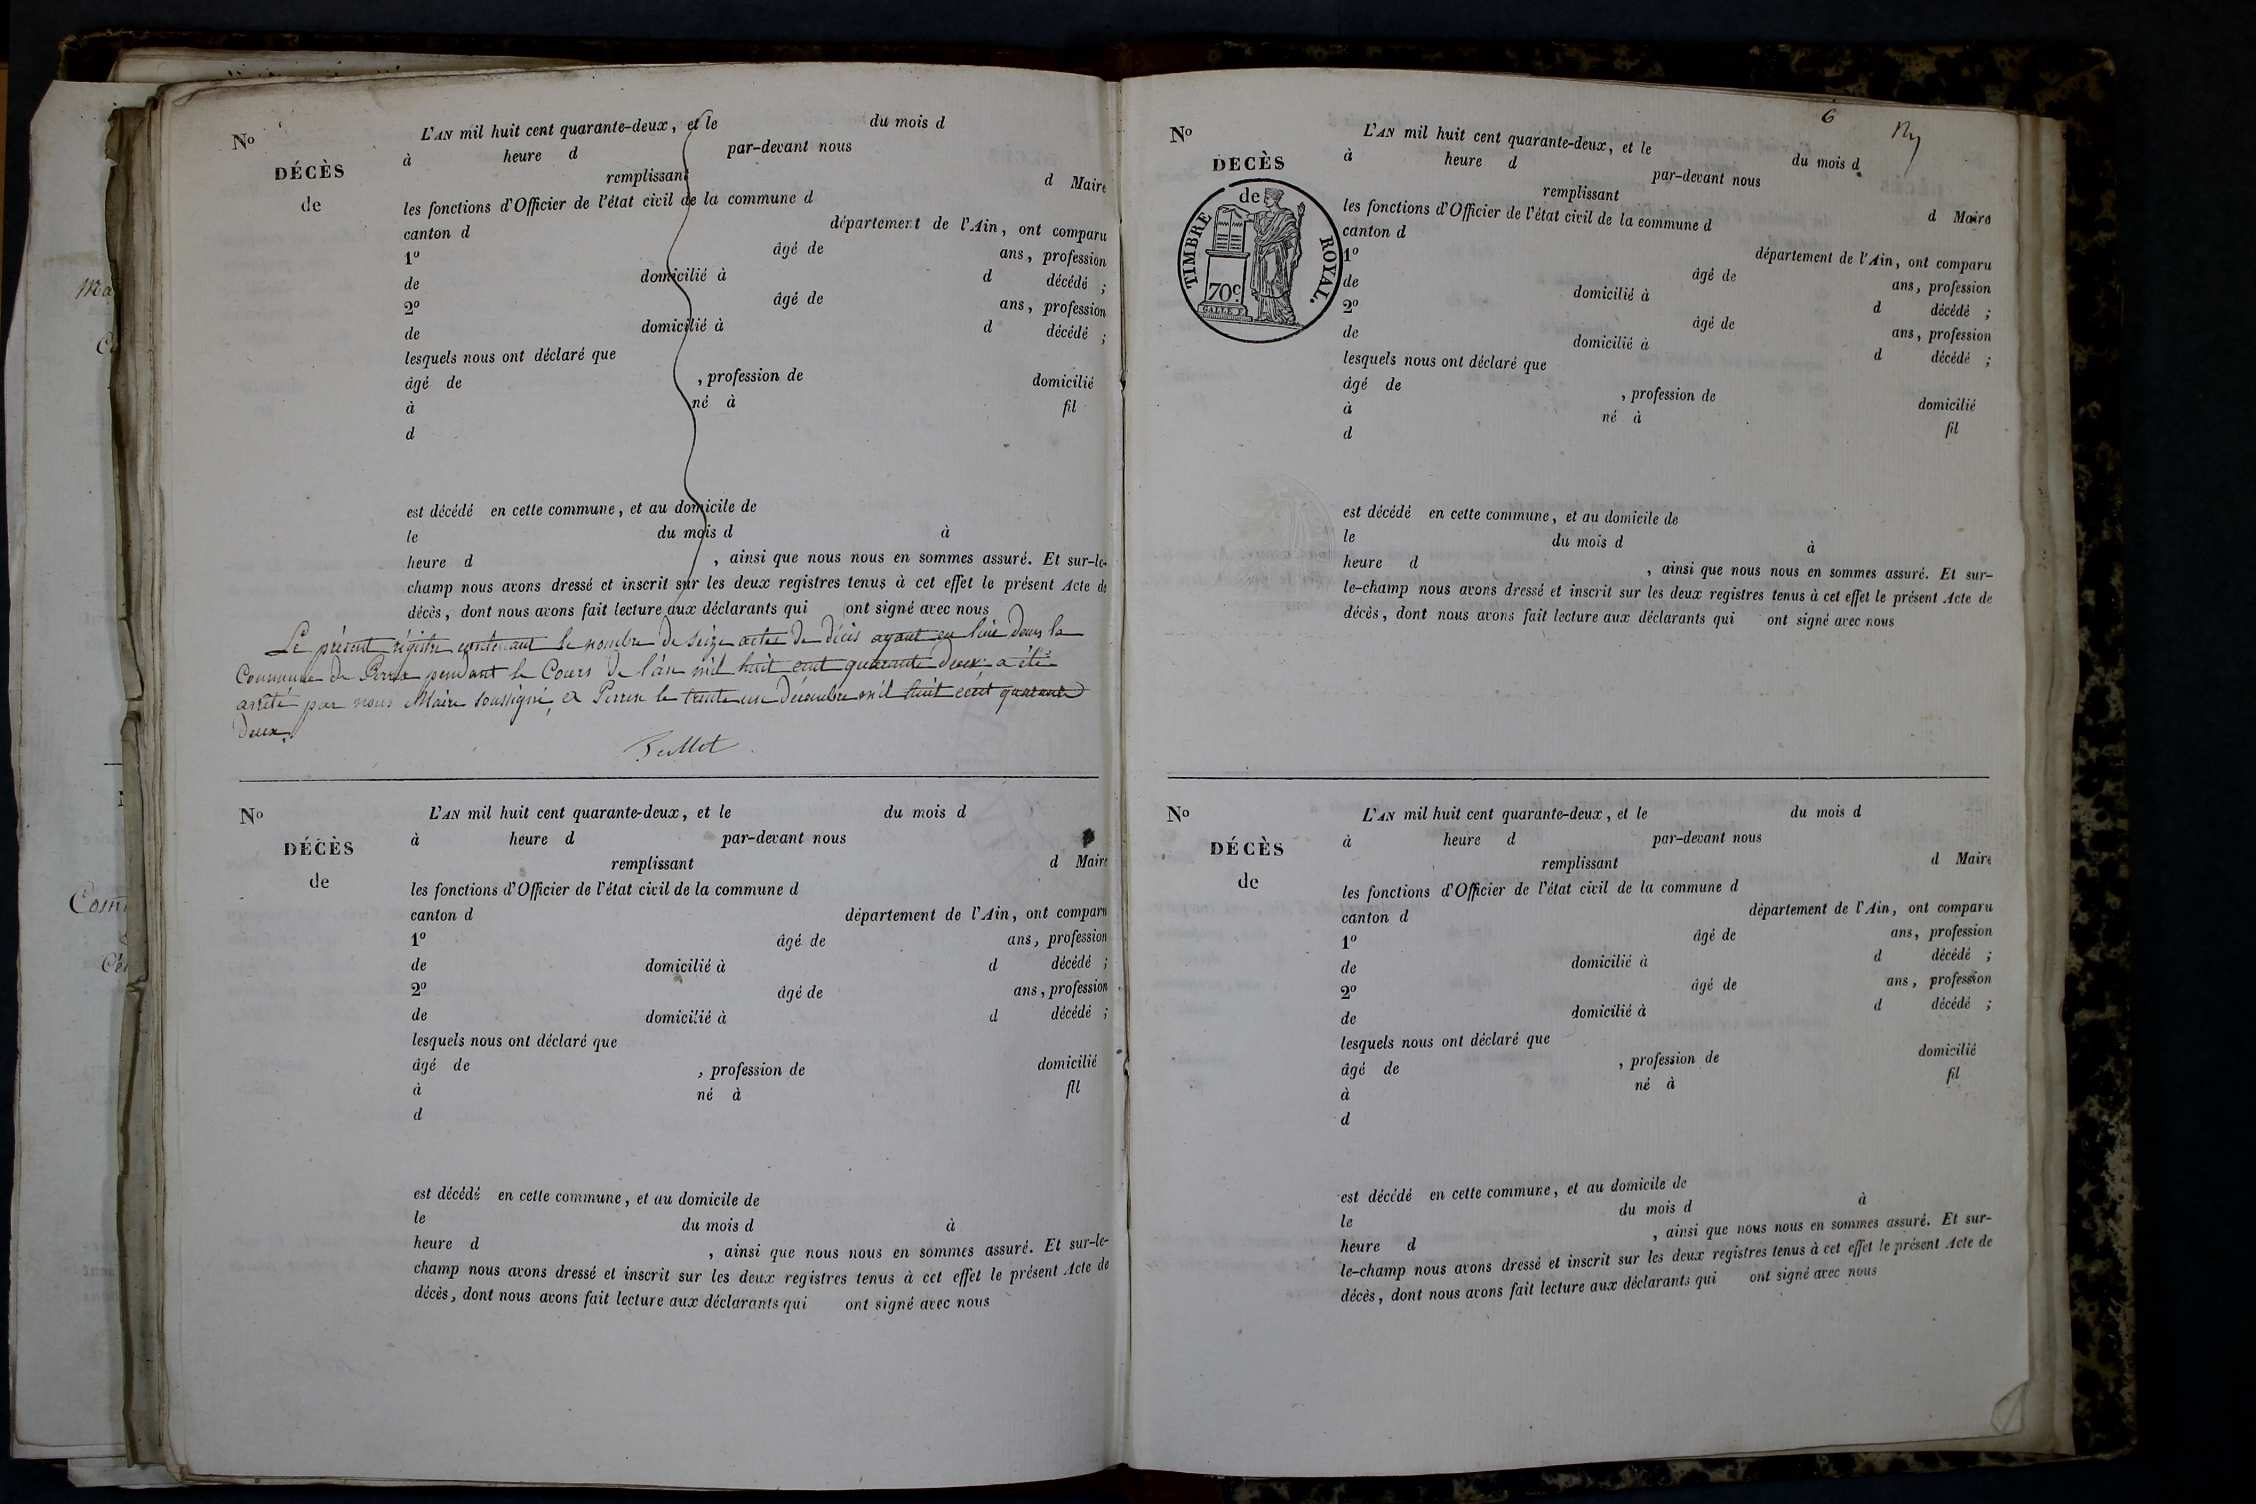 No
DÉCÈS
de
L'AN mil huit cent quarante-deux, et le du mois d
à heure d par-devant nous
remplissant d Maire
les fonctions d'Officier de l'état civil de la commune d
canton d département de l'Ain, ont comparu
1o âgé de ans, profession
de domicilié à d décédé ;
2o âgé de ans, profession
de domicilié à d décédé ;
lesquels nous ont déclaré que
âgé de , profession de domicilié
à né à fil
d
est décédé en cette commune, et au domicile de
le du mois d à
heure d , ainsi que nous nous en sommes assuré. Et sur-le-
champ nous avons dressé et inscrit sur les deux registres tenus à cet effet le présent Acte de
décès, dont nous avons fait lecture aux déclarants qui ont signé avec nous
Le présent régistre contenant le nombre de seize actes de décès ayant eu lieu dans la
Commune de pendant le Cours de l'an mil huit cent quarante deux a été
arrêté par nous Maire soussigné, a le trente un Décembre mil huit cent quarante
deux.
No
DÉCÈS
de
L'AN mil huit cent quarante-deux, et le du mois d
à heure d par-devant nous
remplissant d Maire
les fonctions d'Officier de l'état civil de la commune d
canton d département de l'Ain, ont comparu
1o âgé de ans, profession
de domicilié à d décédé ;
2o âgé de ans, profession
de domicilié à d décédé ;
lesquels nous ont déclaré que
âgé de , profession de domicilié
à né à fil
d
est décédé en cette commune, et au domicile de
le du mois d à
heure d , ainsi que nous nous en sommes assuré. Et sur-le-
champ nous avons dressé et inscrit sur les deux registres tenus à cet effet le présent Acte de
décès, dont nous avons fait lecture aux déclarants qui ont signé avec nous
6
No
DECÈS
de
TIMBRE ROYAL.
70c
GALLE F.
L'AN mil huit cent quarante-deux, et le du mois d
à heure d par-devant nous
remplissant d Maire
les fonctions d'Officier de l'état civil de la commune d
canton d département de l'Ain, ont comparu
1o âgé de ans, profession
de domicilié à d décédé ;
2o âgé de ans, profession
de domicilié à d décédé ;
lesquels nous ont déclaré que
âgé de , profession de domicilié
à né à fil
d
est décédé en cette commune, et au domicile de
le du mois d à
heure d , ainsi que nous nous en sommes assuré. Et sur-
le-champ nous avons dressé et inscrit sur les deux registres tenus à cet effet le présent Acte de
décès, dont nous avons fait lecture aux déclarants qui ont signé avec nous
No
DÉCÈS
de
L'AN mil huit cent quarante-deux, et le du mois d
à heure d par-devant nous
remplissant d Maire
les fonctions d'Officier de l'état civil de la commune d
canton d département de l'Ain, ont comparu
1o âgé de ans, profession
de domicilié à d décédé ;
2o âgé de ans, profession
de domicilié à d décédé ;
lesquels nous ont déclaré que
âgé de , profession de domicilié
à né à fil
d
est décédé en cette commune, et au domicile de
le du mois d à
heure d , ainsi que nous nous en sommes assuré. Et sur-
le-champ nous avons dressé et inscrit sur les deux registres tenus à cet effet le présent Acte de
décès, dont nous avons fait lecture aux déclarants qui ont signé avec nous